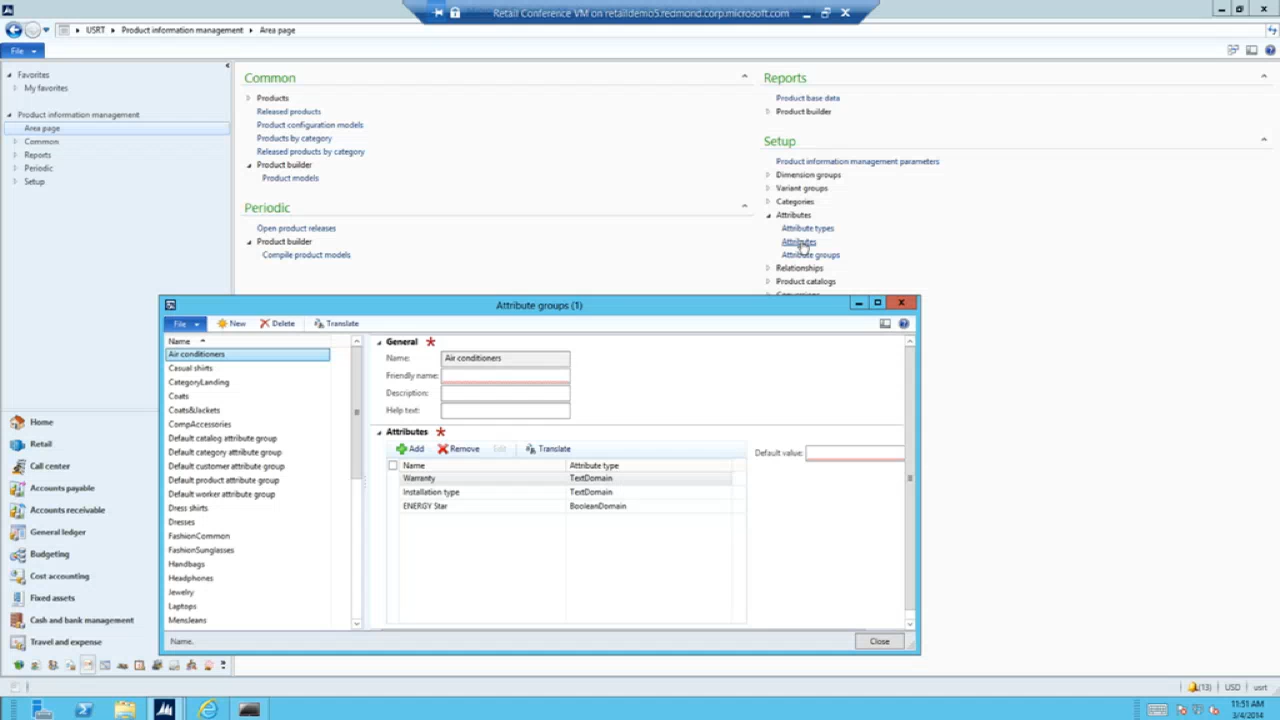 Retail Conference VM on retaildemo5.redmond.corp.microsoft.com
USRT
Product information management
Area page
File
Favorites
My favorites
Product information management
Area page
Common
Reports
Periodic
Setup
Common
Products
Released products
Product configuration models
Products by category
Released products by category
Product builder
Product models
Periodic
Open product releases
Product builder
Compile product models
Reports
Product base data
Product builder
Setup
Product information management parameters
Dimension groups
Variant groups
Categories
Attributes
Attribute types
Attributes
Attribute groups
Relationships
Product catalogs
Home
Retail
Call center
Accounts payable
Accounts receivable
General ledger
Budgeting
Cost accounting
Fixed assets
Cash and bank management
Travel and expense
Attribute groups (1)
File
New
Delete
Translate
Name
Air conditioners
Casual shirts
CategoryLanding
Coats
Coats&Jackets
CompAccessories
Default catalog attribute group
Default category attribute group
Default customer attribute group
Default product attribute group
Default worker attribute group
Dress shirts
Dresses
FashionCommon
FashionSunglasses
Handbags
Headphones
Jewelry
Laptops
MensJeans
General *
Name: Air conditioners
Friendly name:
Description:
Help text:
Attributes *
Add Remove Edit Translate
Default value:
Name Attribute type
Warranty TextDomain
Installation type TextDomain
ENERGY Star BooleanDomain
Name.
Close
(13) USD usrt
11:51 AM
3/4/2014